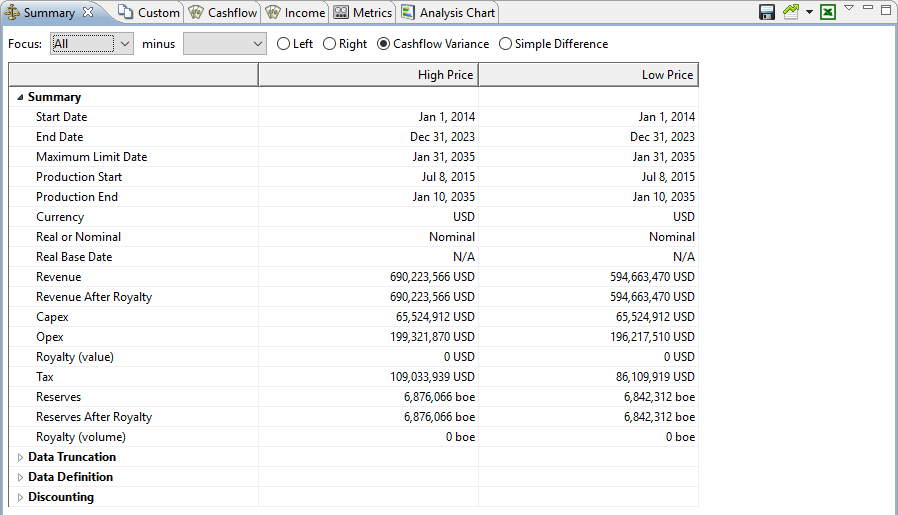 Summary Custom Cashflow Income Metrics Analysis Chart
Focus: All minus Left Right Cashflow Variance Simple Difference
High Price Low Price
Summary
Start Date Jan 1, 2014 Jan 1, 2014
End Date Dec 31, 2023 Dec 31, 2023
Maximum Limit Date Jan 31, 2035 Jan 31, 2035
Production Start Jul 8, 2015 Jul 8, 2015
Production End Jan 10, 2035 Jan 10, 2035
Currency USD USD
Real or Nominal Nominal Nominal
Real Base Date N/A N/A
Revenue 690,223,566 USD 594,663,470 USD
Revenue After Royalty 690,223,566 USD 594,663,470 USD
Capex 65,524,912 USD 65,524,912 USD
Opex 199,321,870 USD 196,217,510 USD
Royalty (value) 0 USD 0 USD
Tax 109,033,939 USD 86,109,919 USD
Reserves 6,876,066 boe 6,842,312 boe
Reserves After Royalty 6,876,066 boe 6,842,312 boe
Royalty (volume) 0 boe 0 boe
Data Truncation
Data Definition
Discounting